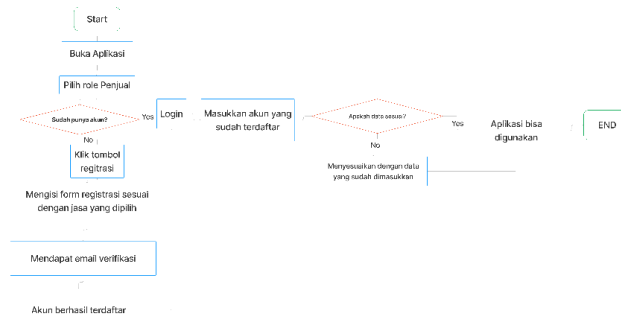 Start
Buka Aplikasi
Pilih role Penjual
Sudah punya akun?
Yes
Login
Masukkan akun yang
sudah terdaftar
Apakah data sesuai?
Yes
Aplikasi bisa
digunakan
END
No
Klik tombol
regitrasi
No
Menyesuaikan dengan data
yang sudah dimasukkan
Mengisi form registrasi sesuai
dengan jasa yang dipilih
Mendapat email verifikasi
Akun berhasil terdaftar